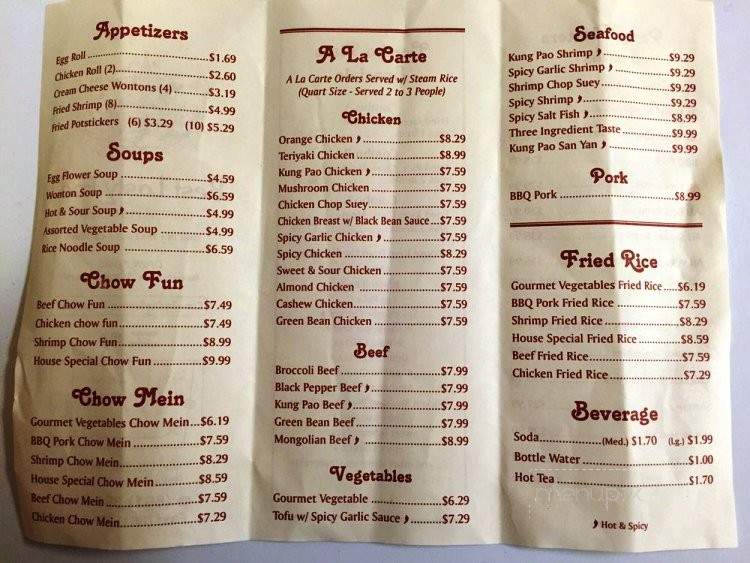 Appetizers
Egg Roll $1.69
Chicken Roll (2) $2.60
Cream Cheese Wontons (4) $3.19
Fried Shrimp (8) $4.99
Fried Potstickers (6) $3.29 (10) $5.29
Soups
Egg Flower Soup $4.59
Wonton Soup $6.59
Hot & Sour Soup $4.99
Assorted Vegetable Soup $4.99
Rice Noodle Soup $6.59
Chow Fun
Beef Chow Fun $7.49
Chicken chow fun $7.49
Shrimp Chow Fun $8.99
House Special Chow Fun $9.99
Chow Mein
Gourmet Vegetables Chow Mein $6.19
BBQ Pork Chow Mein $7.59
Shrimp Chow Mein $8.29
House Special Chow Mein $8.59
Beef Chow Mein $7.59
Chicken Chow Mein $7.29
A La Carte
A La Carte Orders Served w/ Steam Rice
(Quart Size - Served 2 to 3 People)
Chicken
Orange Chicken $8.29
Teriyaki Chicken $8.99
Kung Pao Chicken $7.59
Mushroom Chicken $7.59
Chicken Chop Suey $7.59
Chicken Breast w/ Black Bean Sauce $7.59
Spicy Garlic Chicken $7.59
Spicy Chicken $8.29
Sweet & Sour Chicken $7.59
Almond Chicken $7.59
Cashew Chicken $7.59
Green Bean Chicken $7.59
Beef
Broccoli Beef $7.99
Black Pepper Beef $7.99
Kung Pao Beef $7.99
Green Bean Beef $7.99
Mongolian Beef $8.99
Vegetables
Gourmet Vegetable $6.29
Tofu w/ Spicy Garlic Sauce $7.29
Seafood
Kung Pao Shrimp $9.29
Spicy Garlic Shrimp $9.29
Shrimp Chop Suey $9.29
Spicy Shrimp $9.29
Spicy Salt Fish $8.99
Three Ingredient Taste $9.99
Kung Pao San Yan $9.99
Pork
BBQ Pork $8.99
Fried Rice
Gourmet Vegetables Fried Rice $6.19
BBQ Pork Fried Rice $7.59
Shrimp Fried Rice $8.29
House Special Fried Rice $8.59
Beef Fried Rice $7.59
Chicken Fried Rice $7.29
Beverage
Soda (Med.) $1.70 (Lg.) $1.99
Bottle Water $1.00
Hot Tea $1.70
Hot & Spicy